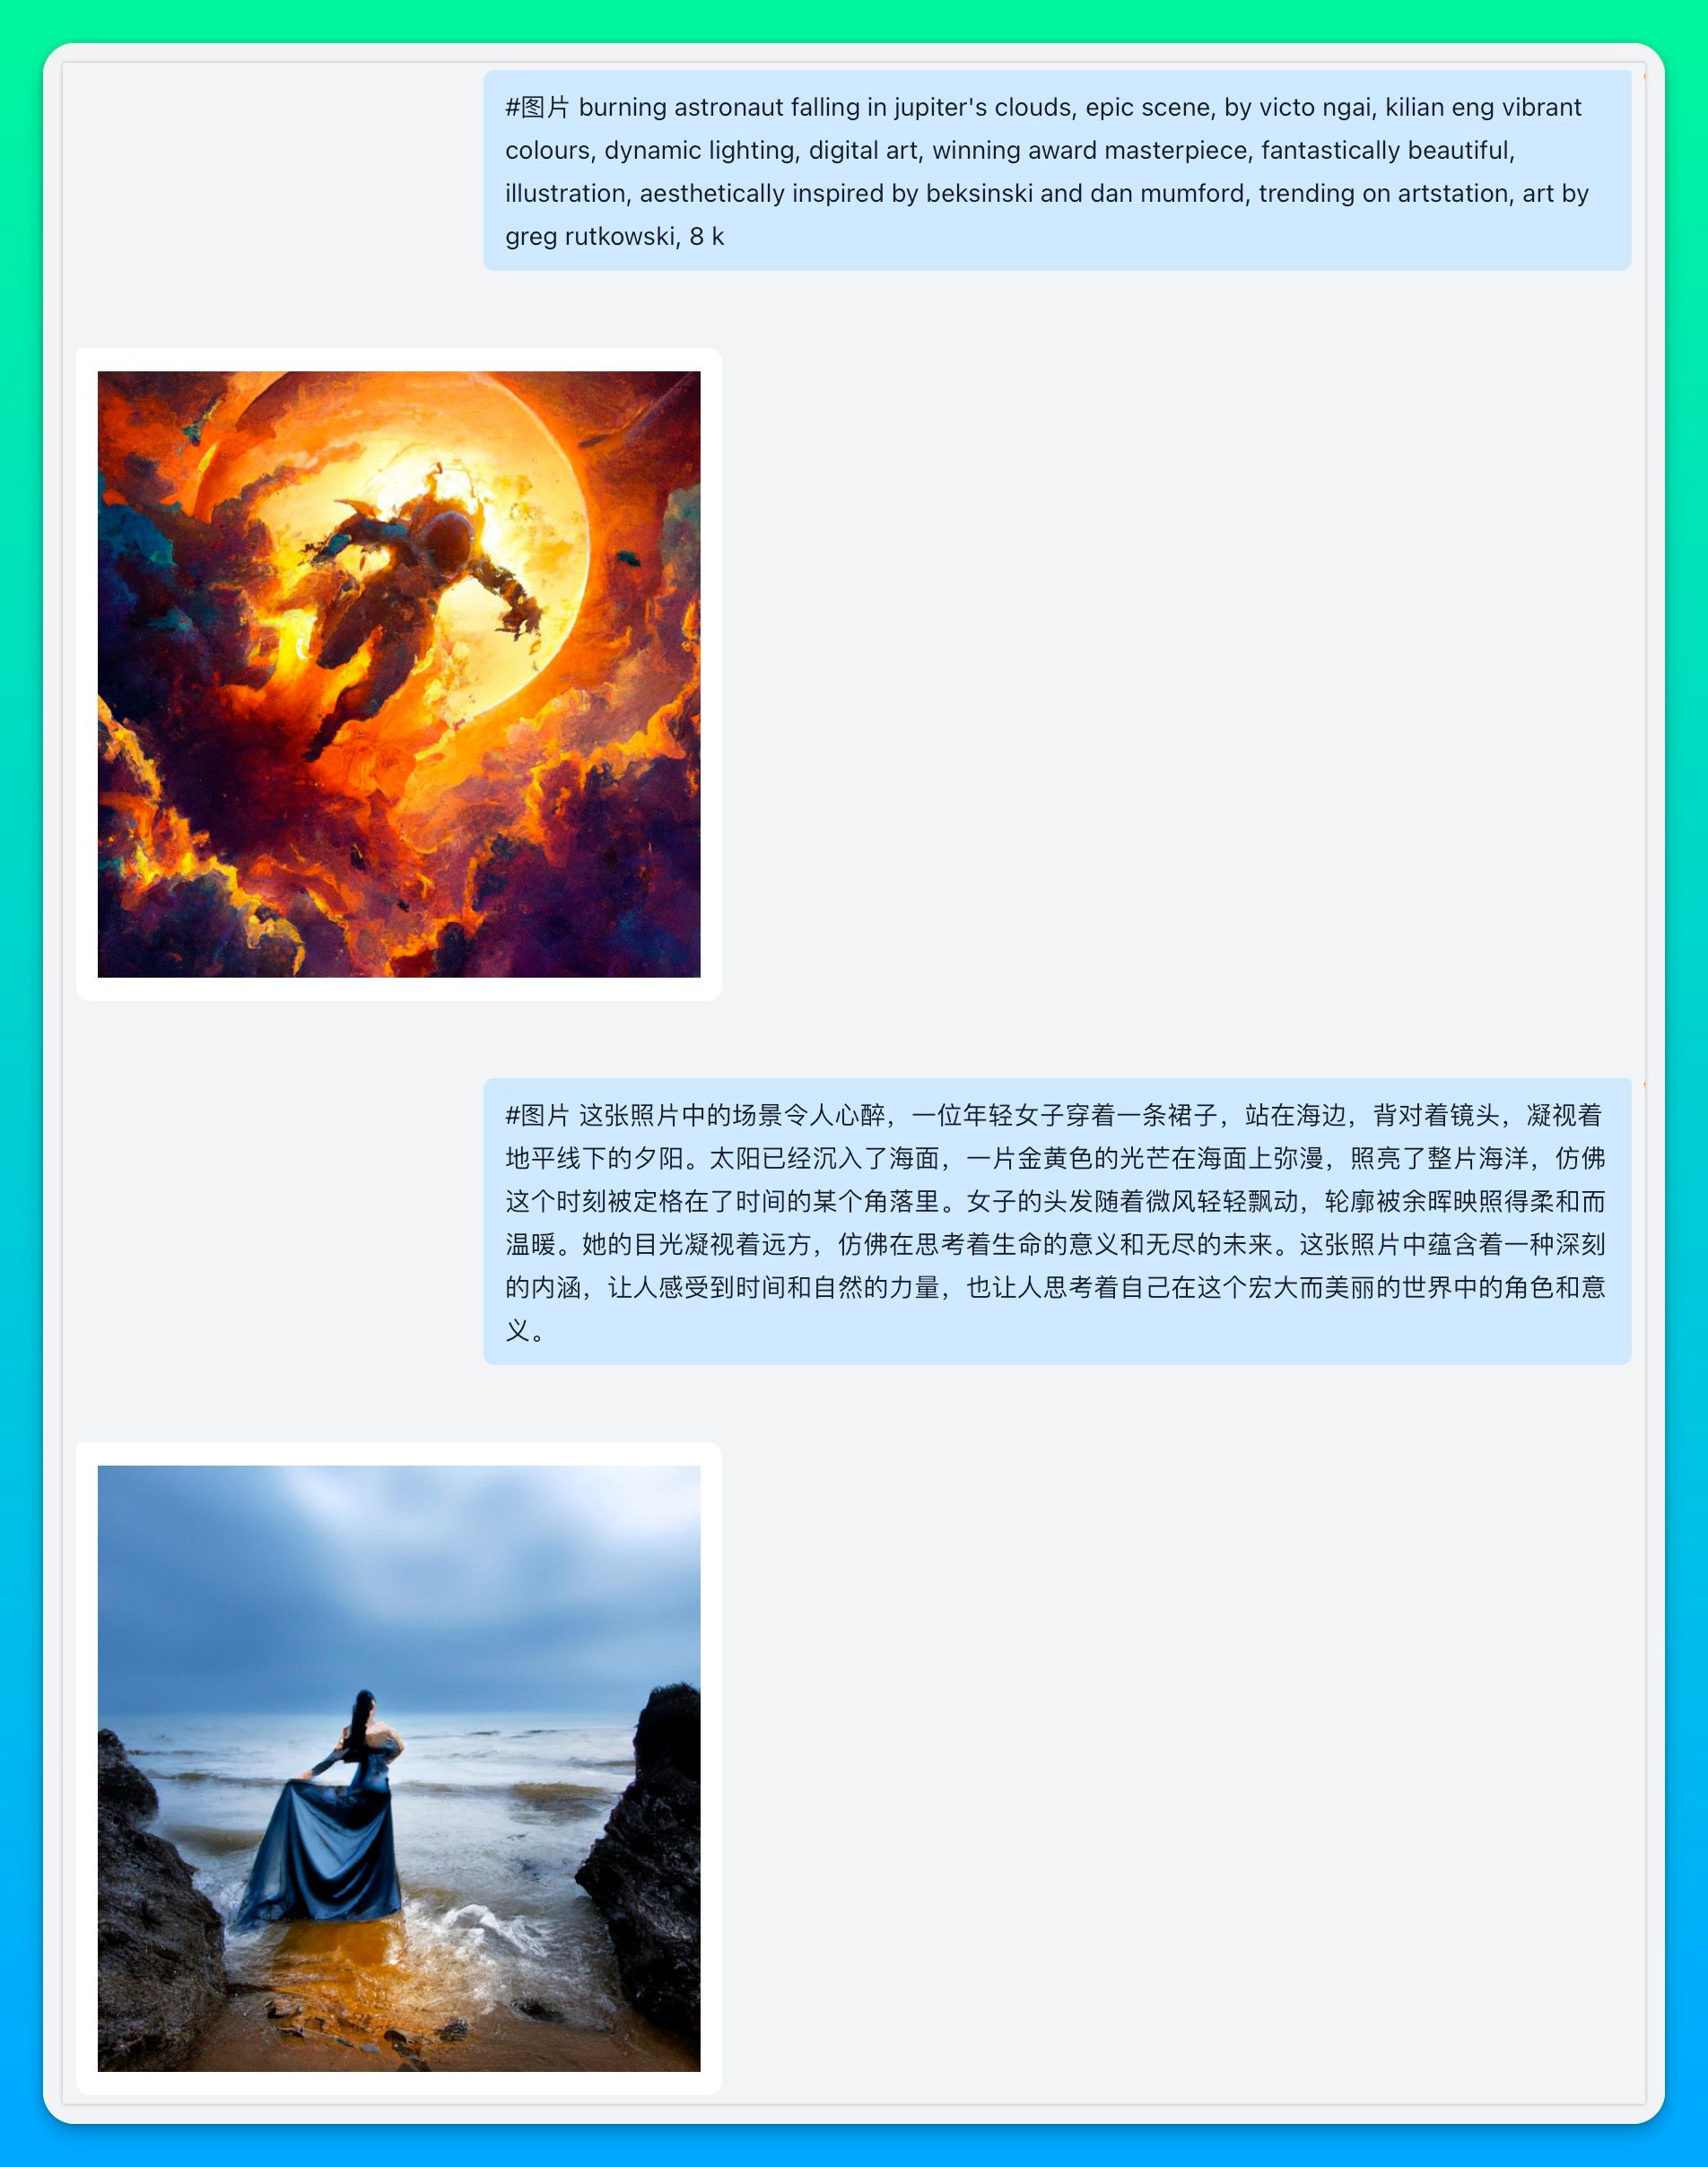 #图片 burning astronaut falling in jupiter's clouds, epic scene, by victo ngai, kilian eng vibrant
colours, dynamic lighting, digital art, winning award masterpiece, fantastically beautiful,
illustration, aesthetically inspired by beksinski and dan mumford, trending on artstation, art by
greg rutkowski, 8 k
#图片 这张照片中的场景令人心醉，一位年轻女子穿着一条裙子，站在海边，背对着镜头，凝视着
地平线下的夕阳。太阳已经沉入了海面，一片金黄色的光芒在海面上弥漫，照亮了整片海洋，仿佛
这个时刻被定格在了时间的某个角落里。女子的头发随着微风轻轻飘动，轮廓被余晖映照得柔和而
温暖。她的目光凝视着远方，仿佛在思考着生命的意义和无尽的未来。这张照片中蕴含着一种深刻
的内涵，让人感受到时间和自然的力量，也让人思考着自己在这个宏大而美丽的世界中的角色和意
义。